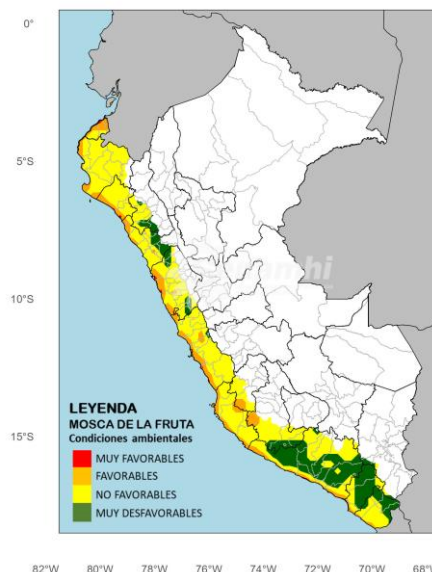 0°
5°S
10°S
15°S
LEYENDA
MOSCA DE LA FRUTA
Condiciones ambientales
MUY FAVORABLES
FAVORABLES
NO FAVORABLES
MUY DESFAVORABLES
82°W 80°W 78°W 76°W 74°W 72°W 70°W 68°W